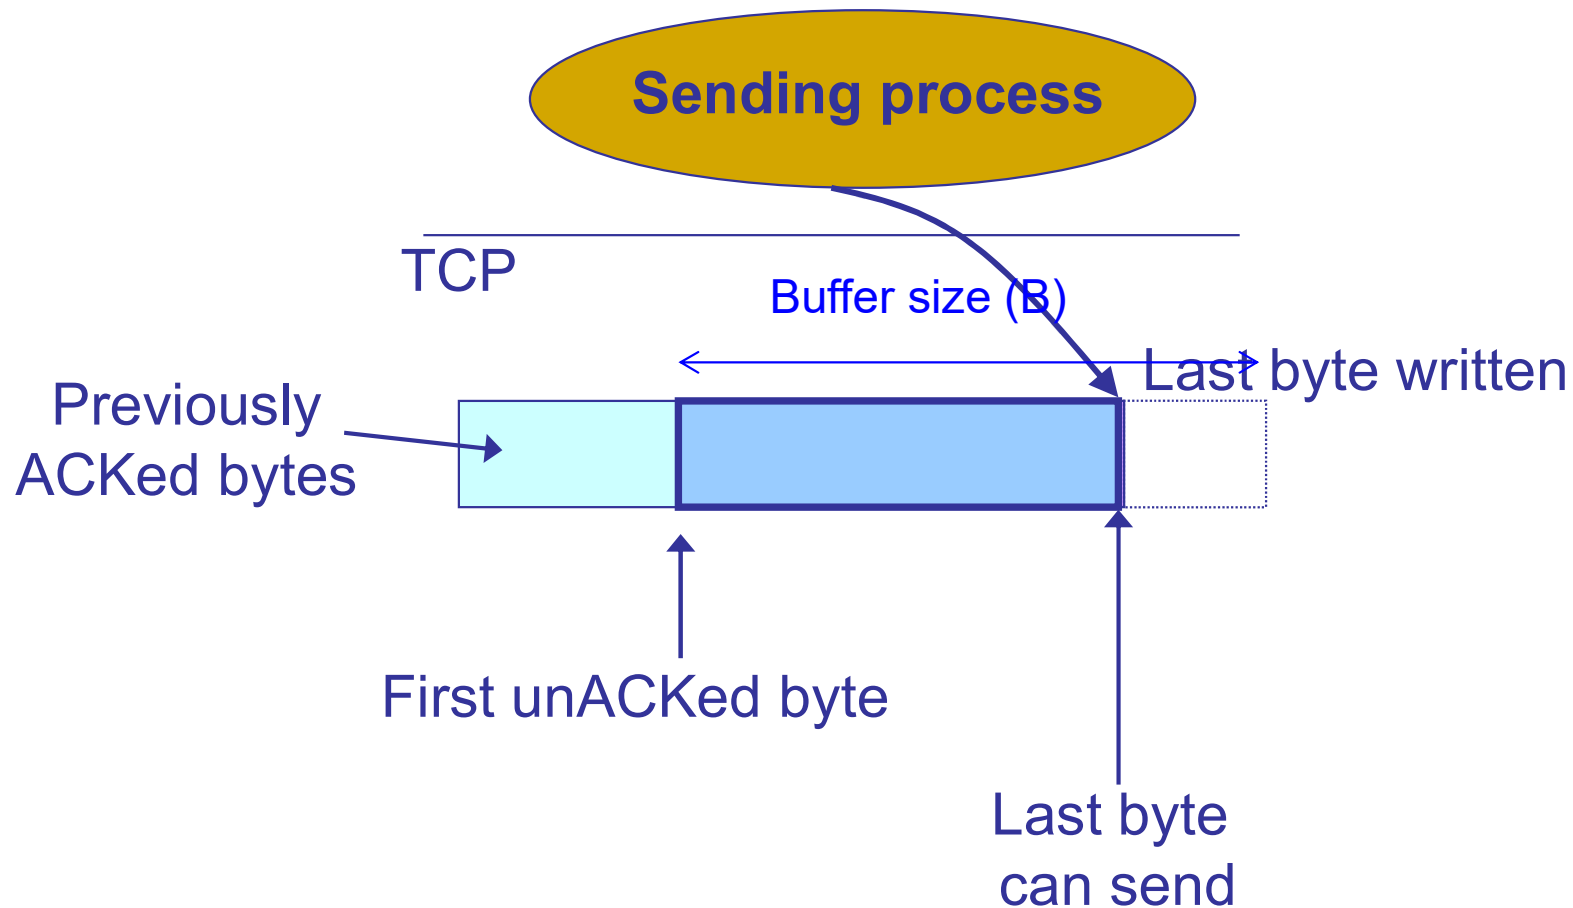 Sending process
TCP
Buffer size (B)
Last byte written
Previously
ACKed bytes
First unACKed byte
Last byte
can send